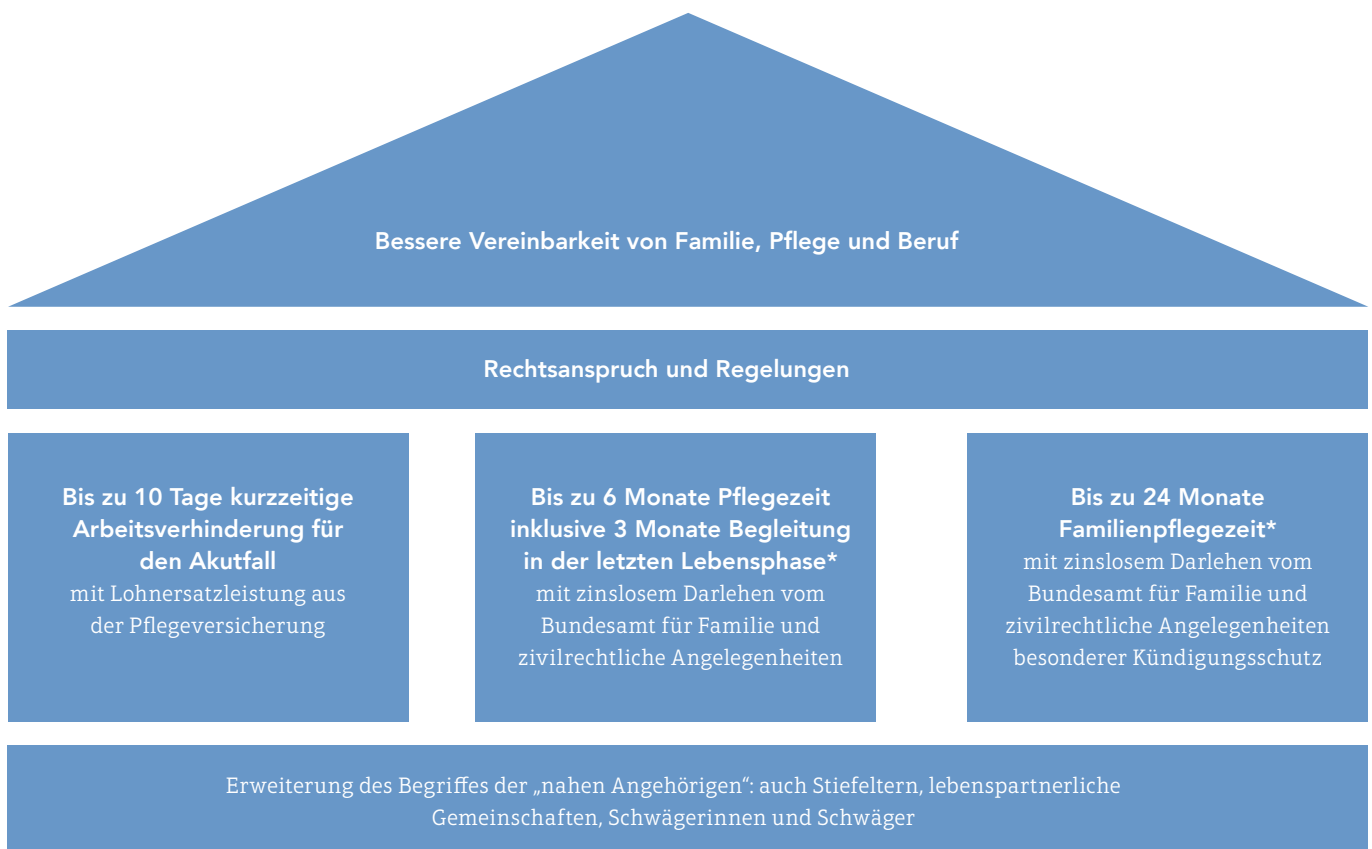 Bessere Vereinbarkeit von Familie, Pflege und Beruf
Rechtsanspruch und Regelungen
Bis zu 10 Tage kurzzeitige
Arbeitsverhinderung für
den Akutfall
mit Lohnersatzleistung aus
der Pflegeversicherung
Bis zu 6 Monate Pflegezeit
inklusive 3 Monate Begleitung
in der letzten Lebensphase*
mit zinslosem Darlehen vom
Bundesamt für Familie und
zivilrechtliche Angelegenheiten
Bis zu 24 Monate
Familienpflegezeit*
mit zinslosem Darlehen vom
Bundesamt für Familie und
zivilrechtliche Angelegenheiten
besonderer Kündigungsschutz
Erweiterung des Begriffes der „nahen Angehörigen“: auch Stiefeltern, lebenspartnerliche
Gemeinschaften, Schwägerinnen und Schwäger